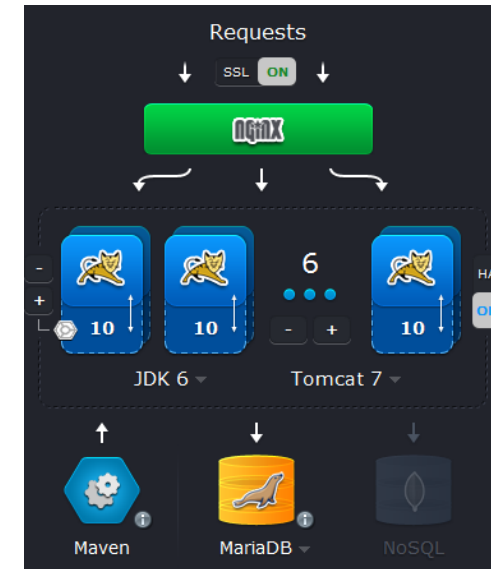 Requests
SSL ON
NGINX
6
-
+
10 10 - + 10
JDK 6 Tomcat 7
Maven MariaDB NoSQL